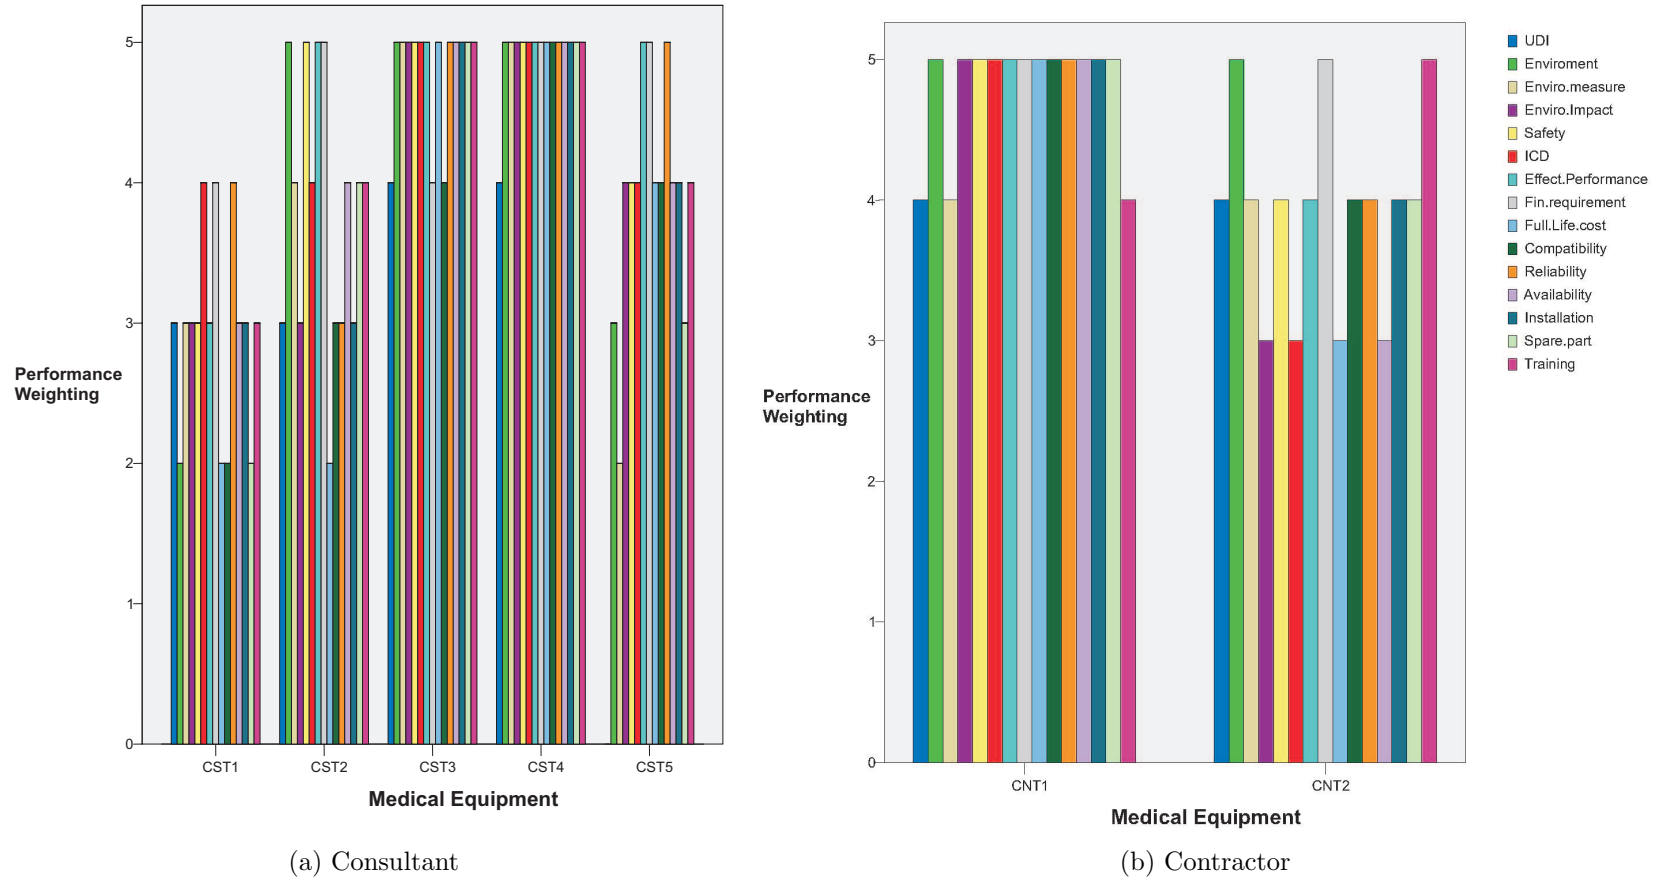 5
4
3
2
1
0
Performance
Weighting
CST1
CST2
CST3
CST4
CST5
Medical Equipment
(a) Consultant
5
4
3
2
1
0
Performance
Weighting
CNT1
CNT2
Medical Equipment
(b) Contractor
UDI
Enviroment
Enviro.measure
Enviro.Impact
Safety
ICD
Effect.Performance
Fin.requirement
Full.Life.cost
Compatibility
Reliability
Availability
Installation
Spare.part
Training